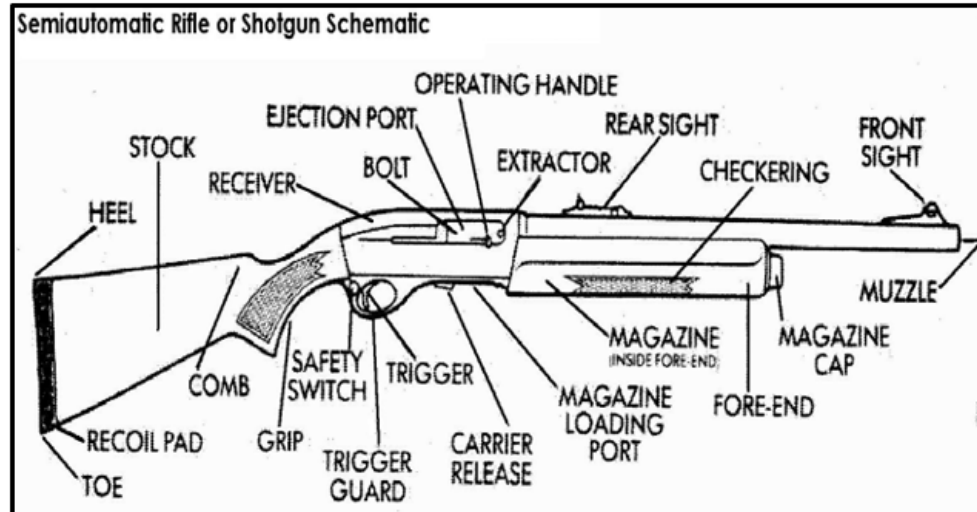 Semiautomatic Rifle or Shotgun Schematic
OPERATING HANDLE
EJECTION PORT
BOLT
EXTRACTOR
REAR SIGHT
FRONT
SIGHT
STOCK
RECEIVER
CHECKERING
HEEL
MUZZLE
MAGAZINE
(INSIDE FORE-END)
MAGAZINE
CAP
COMB
SAFETY
SWITCH
TRIGGER
MAGAZINE
LOADING
PORT
FORE-END
RECOIL PAD
GRIP
TRIGGER
GUARD
CARRIER
RELEASE
TOE